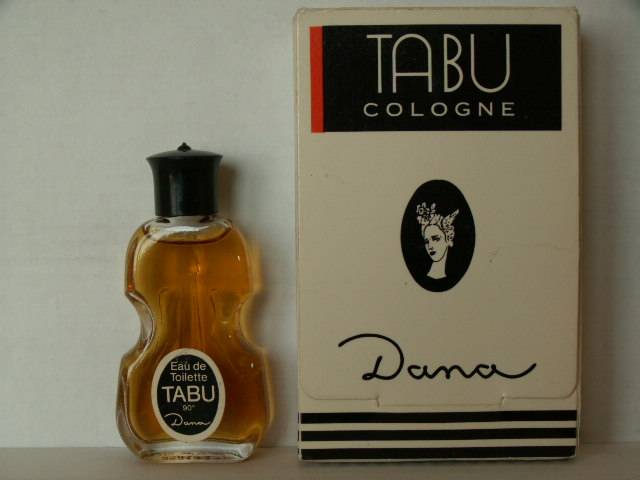 TABU
COLOGNE
Dana
Eau de
Toilette
TABU
90°
Dana